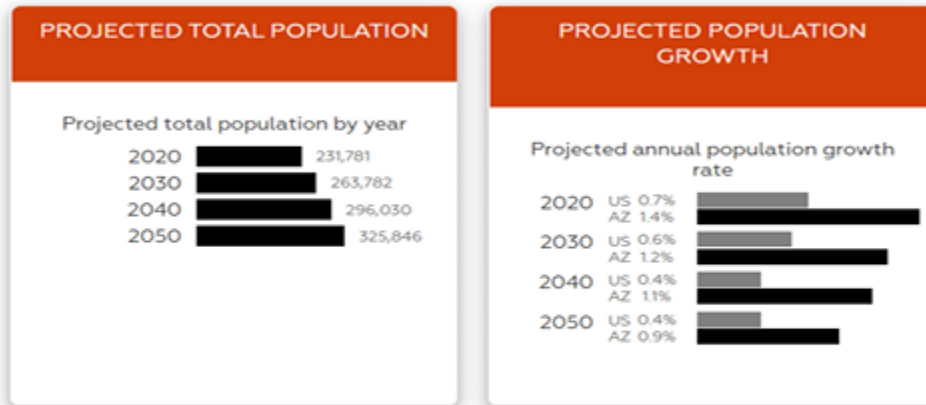 PROJECTED TOTAL POPULATION
Projected total population by year
2020 231,781
2030 263,782
2040 296,030
2050 325,846
PROJECTED POPULATION
GROWTH
Projected annual population growth
rate
2020 US 0.7%
AZ 1.4%
2030 US 0.6%
AZ 1.2%
2040 US 0.4%
AZ 1.1%
2050 US 0.4%
AZ 0.9%